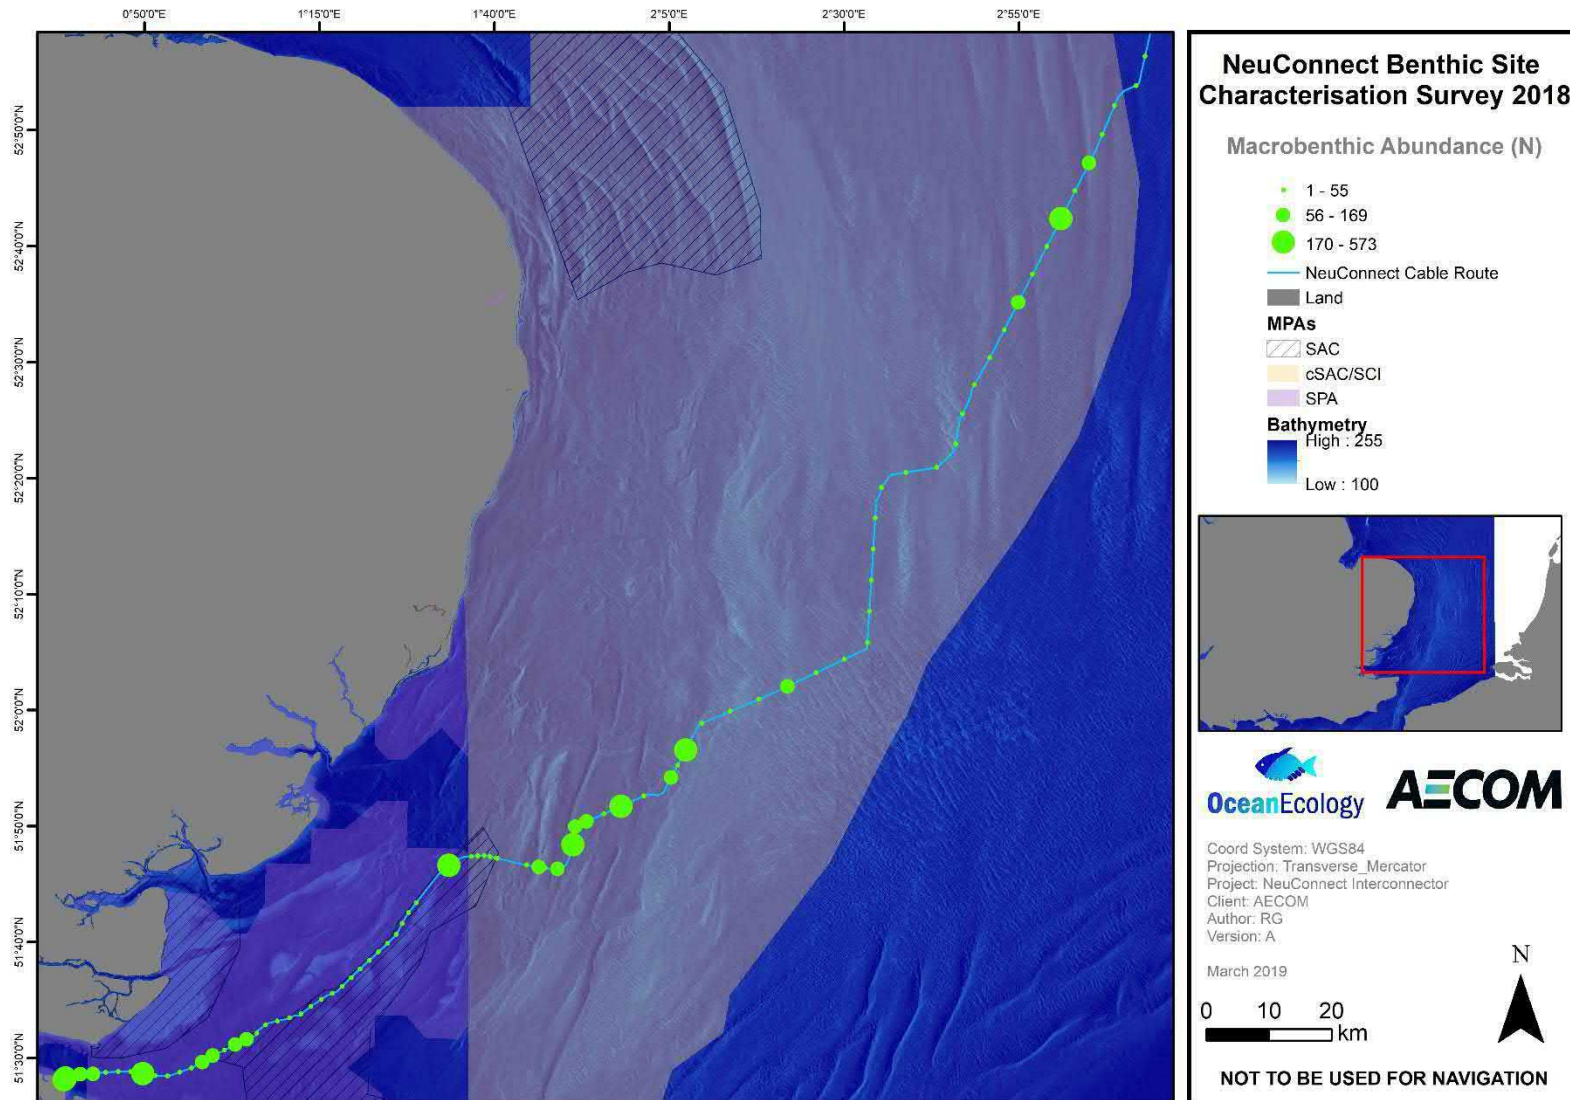 0°50'0"E 1°15'0"E 1°40'0"E 2°5'0"E 2°30'0"E 2°55'0"E
52°50'0"N
52°40'0"N
52°30'0"N
52°20'0"N
52°10'0"N
52°0'0"N
51°50'0"N
51°40'0"N
51°30'0"N
NeuConnect Benthic Site
Characterisation Survey 2018
Macrobenthic Abundance (N)
1 - 55
56 - 169
170 - 573
NeuConnect Cable Route
Land
MPAs
SAC
cSAC/SCI
SPA
Bathymetry
High : 255
Low : 100
OceanEcology
AECOM
Coord System: WGS84
Projection: Transverse_Mercator
Project: NeuConnect Interconnector
Client: AECOM
Author: RG
Version: A
March 2019
N
0 10 20
km
NOT TO BE USED FOR NAVIGATION